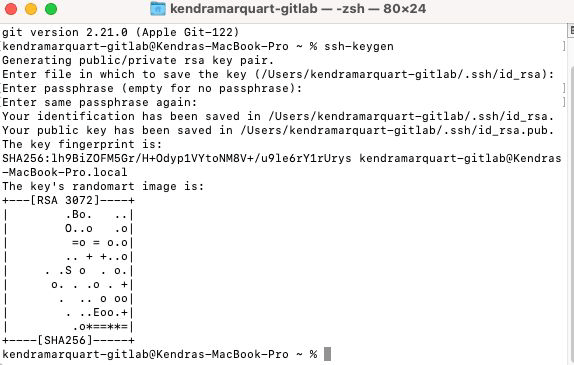 kendramarquart-gitlab — -zsh — 80×24
git version 2.21.0 (Apple Git-122)
[kendramarquart-gitlab@Kendras-MacBook-Pro ~ % ssh-keygen ]
Generating public/private rsa key pair.
[Enter file in which to save the key (/Users/kendramarquart-gitlab/.ssh/id_rsa): ]
[Enter passphrase (empty for no passphrase): ]
[Enter same passphrase again: ]
Your identification has been saved in /Users/kendramarquart-gitlab/.ssh/id_rsa.
Your public key has been saved in /Users/kendramarquart-gitlab/.ssh/id_rsa.pub.
The key fingerprint is:
SHA256:lh9BiZOFM5Gr/H+Odyp1VYtoNM8V+/u9le6rY1rUrys kendramarquart-gitlab@Kendras
-MacBook-Pro.local
The key's randomart image is:
+---[RSA 3072]----+
|        .Bo.   ..|
|        O..o   .o|
|         =o = o.o|
|        .. + +..o|
|     . .S o  . o.|
|      o. . .o . +|
|       .  .. o oo|
|        . ..Eoo.+|
|         .o*==**=|
+----[SHA256]-----+
kendramarquart-gitlab@Kendras-MacBook-Pro ~ %